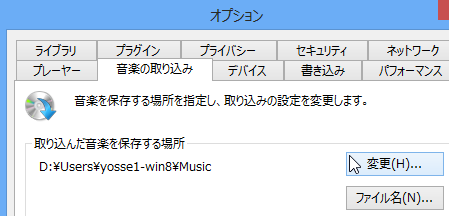 オプション
ライブラリ プラグイン プライバシー セキュリティ ネットワーク
プレーヤー 音楽の取り込み デバイス 書き込み パフォーマンス
音楽を保存する場所を指定し、取り込みの設定を変更します。
取り込んだ音楽を保存する場所
D:¥Users¥yosse1-win8¥Music
変更(H)...
ファイル名(N)...